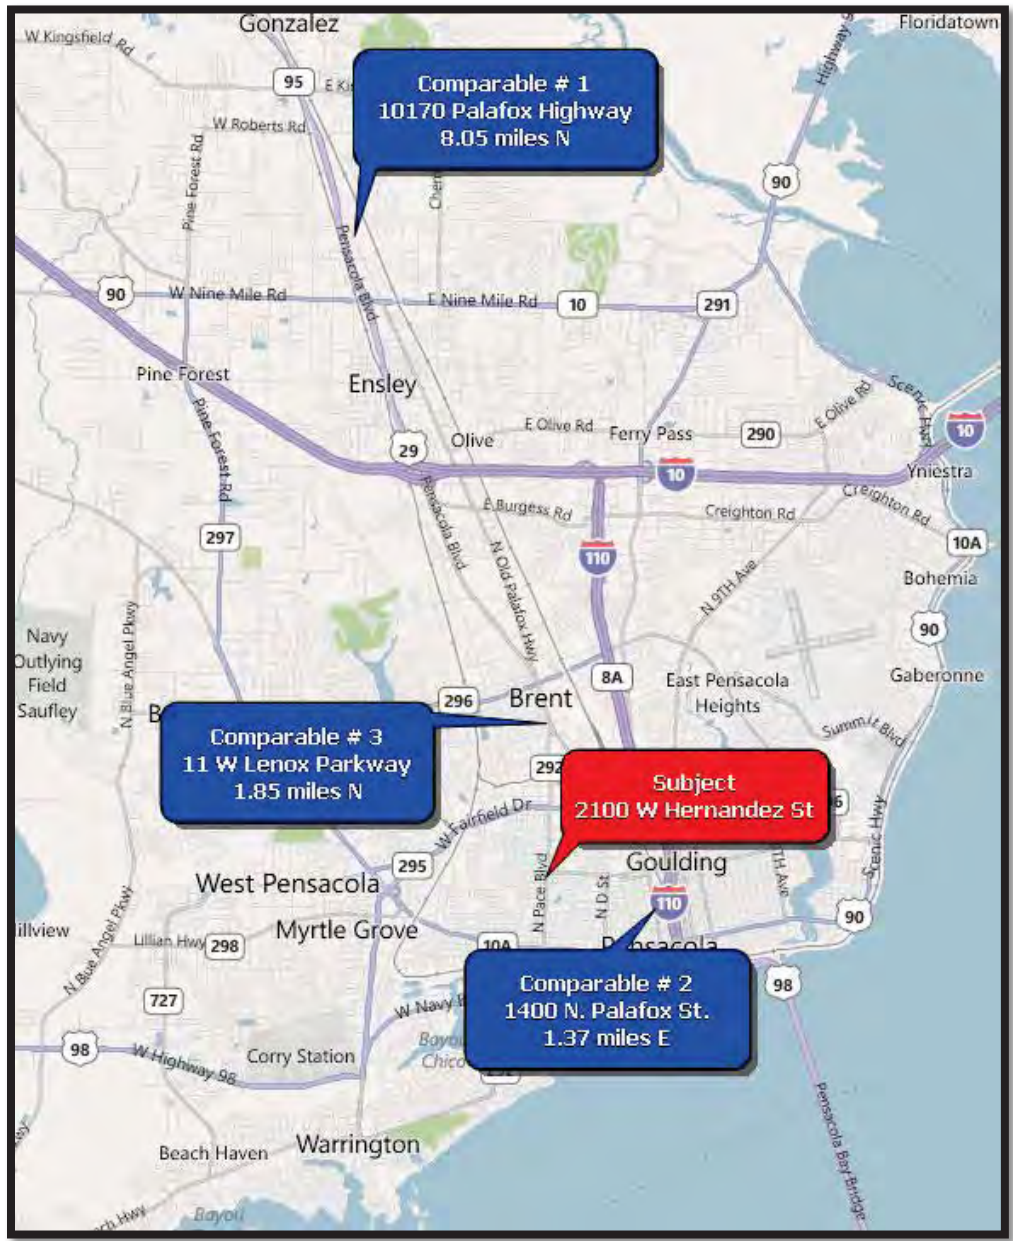 Gonzalez
Floridatown
W Kingsfield Rd
Highway
95
Comparable # 1
10170 Palafox Highway
8.05 miles N
W Roberts Rd
Pine Forest Rd
90
Pensacola Blvd
90
W Nine Mile Rd
E Nine Mile Rd
10
291
Pine Forest
Ensley
Scenic
E Olive Rd
Pine Forest Rd
29
Olive
E Olive Rd
Ferry Pass
290
10
10
Yniestra
Pensacola Blvd
E Burgess Rd
Creighton Rd
Creighton Rd
297
N Old Palafox Hwy
110
10A
N 9TH Ave
Bohemia
N Blue Angel Pkwy
90
Navy
Outlying
Field
Saufley
8A
East Pensacola
Heights
Gaberonne
296
Brent
Summit Blvd
Comparable # 3
11 W Lenox Parkway
1.85 miles N
292
Subject
2100 W Hernandez St
W Fairfield Dr
Scenic Hwy
295
Goulding
West Pensacola
N Pace Blvd
N D St
110
90
Myrtle Grove
Lillian Hwy
298
10A
Pensacola
N Blue Angel Pkwy
Comparable # 2
1400 N. Palafox St.
1.37 miles E
98
727
W Navy
98
W Highway 98
Corry Station
Bayou
Chico
Pensacola Bay Bridge
Warrington
Beach Haven
Bayou